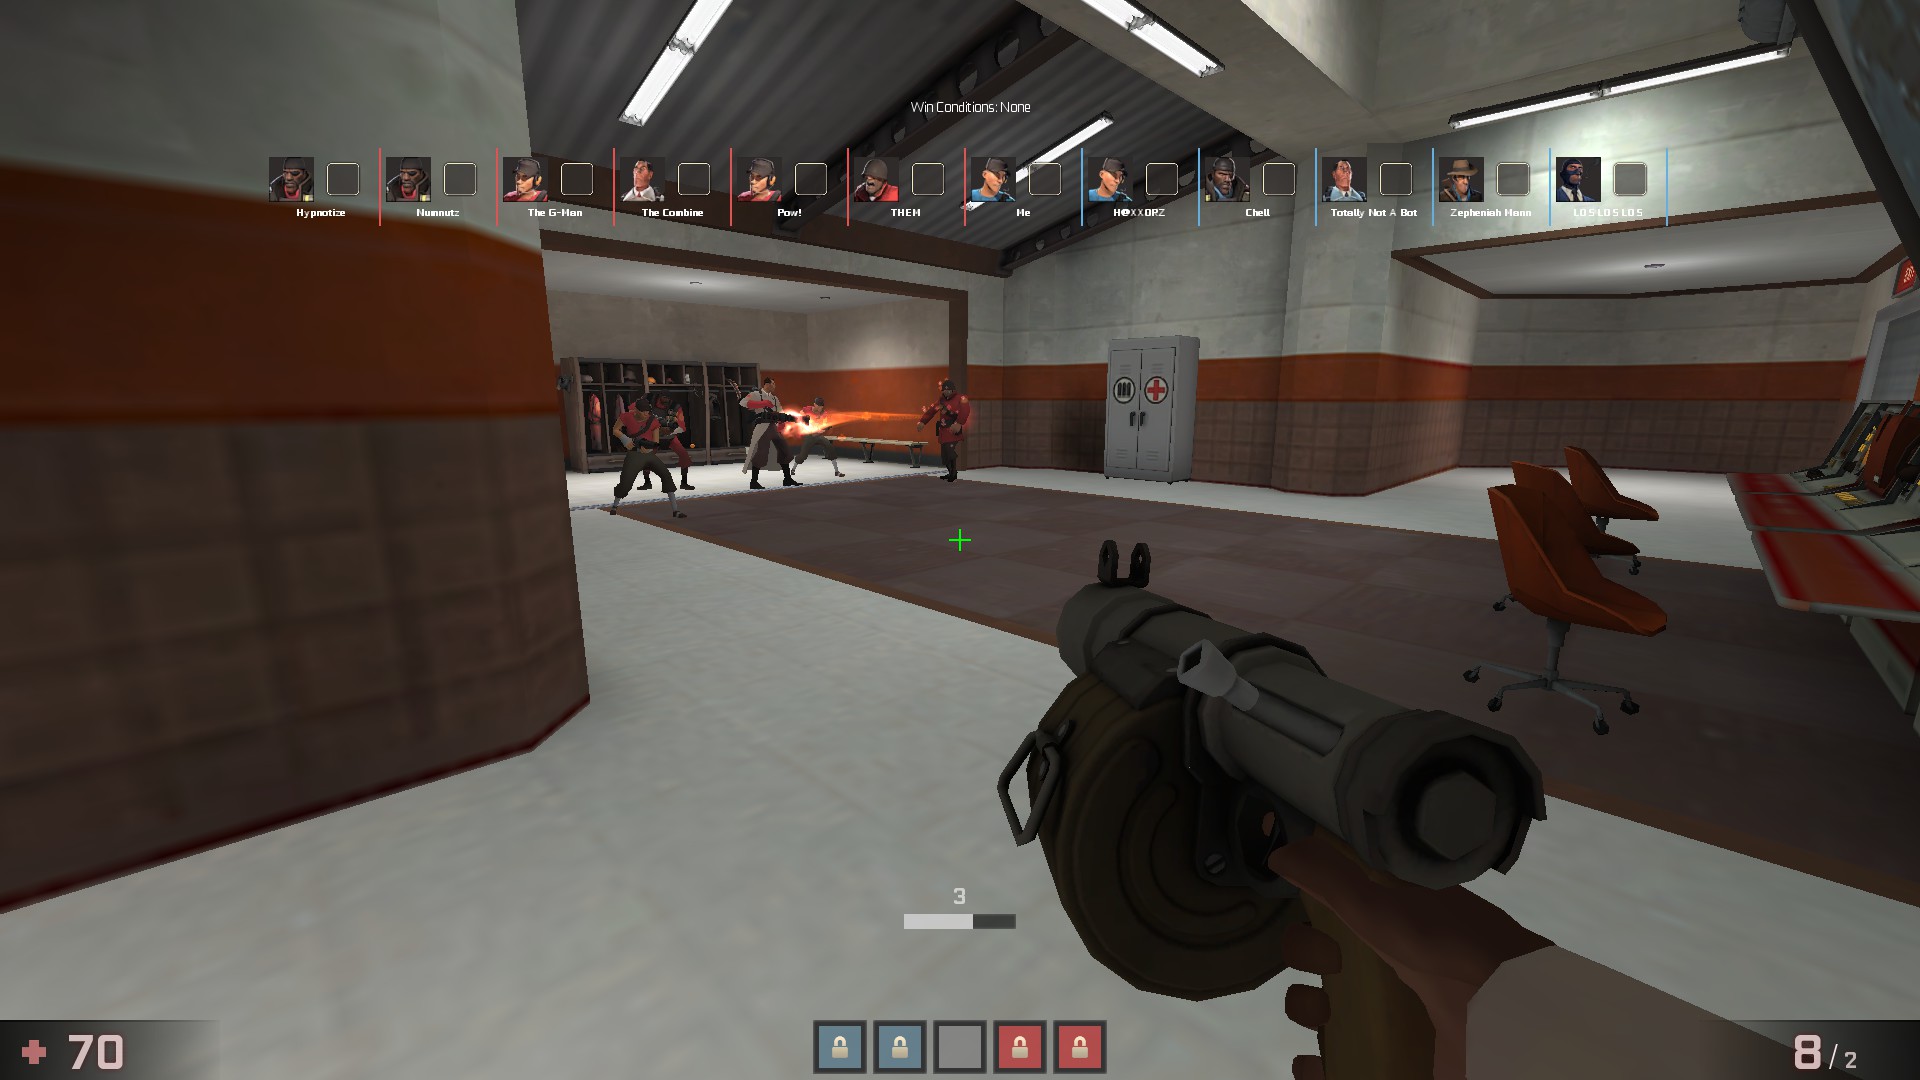 Win Conditions: None
Hypnotize
Numnutz
The G-Man
The Combine
Pow!
THEM
Me
H@XX0RZ
Chell
Totally Not A Bot
Zepheniah Mann
LOSLOSLOS
3
70
8/2